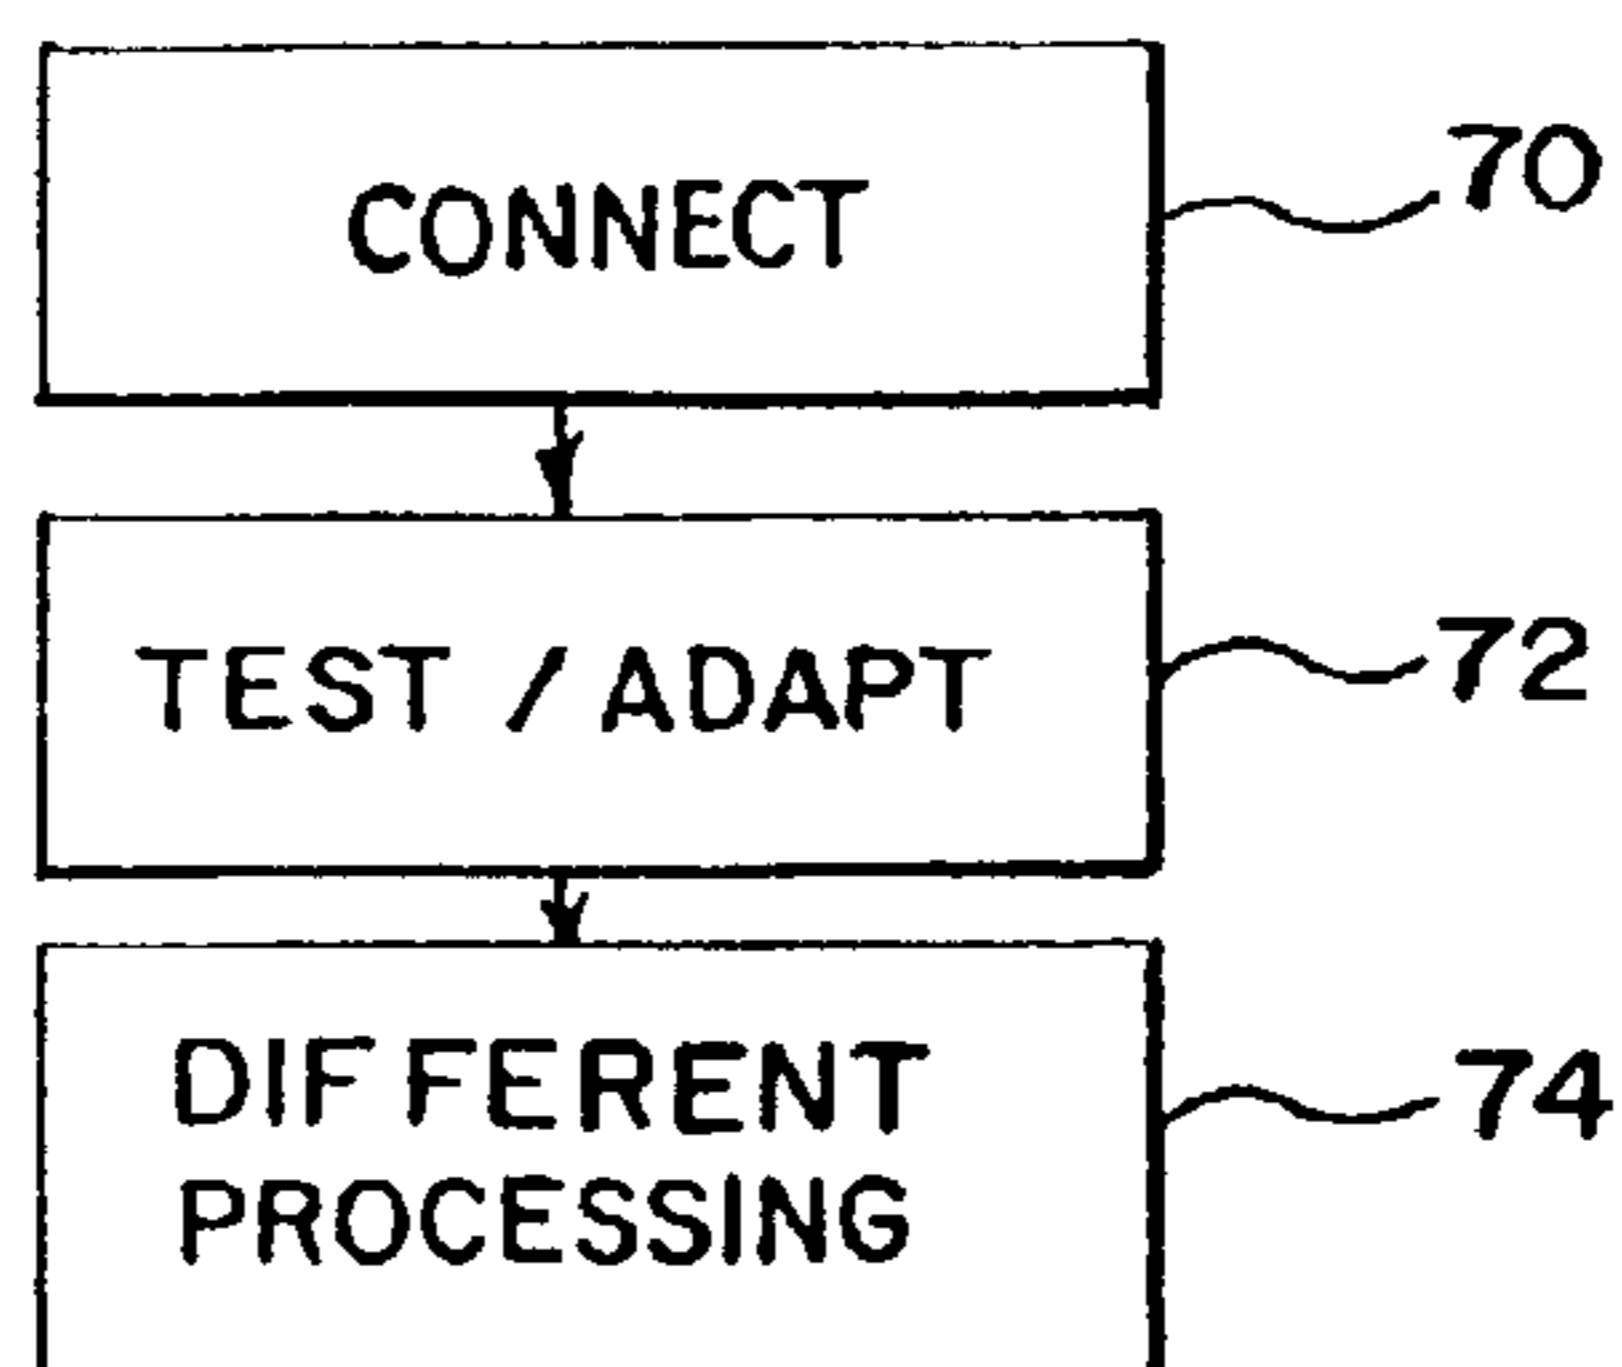 CONNECT
70
TEST / ADAPT
72
DIFFERENT
PROCESSING
74